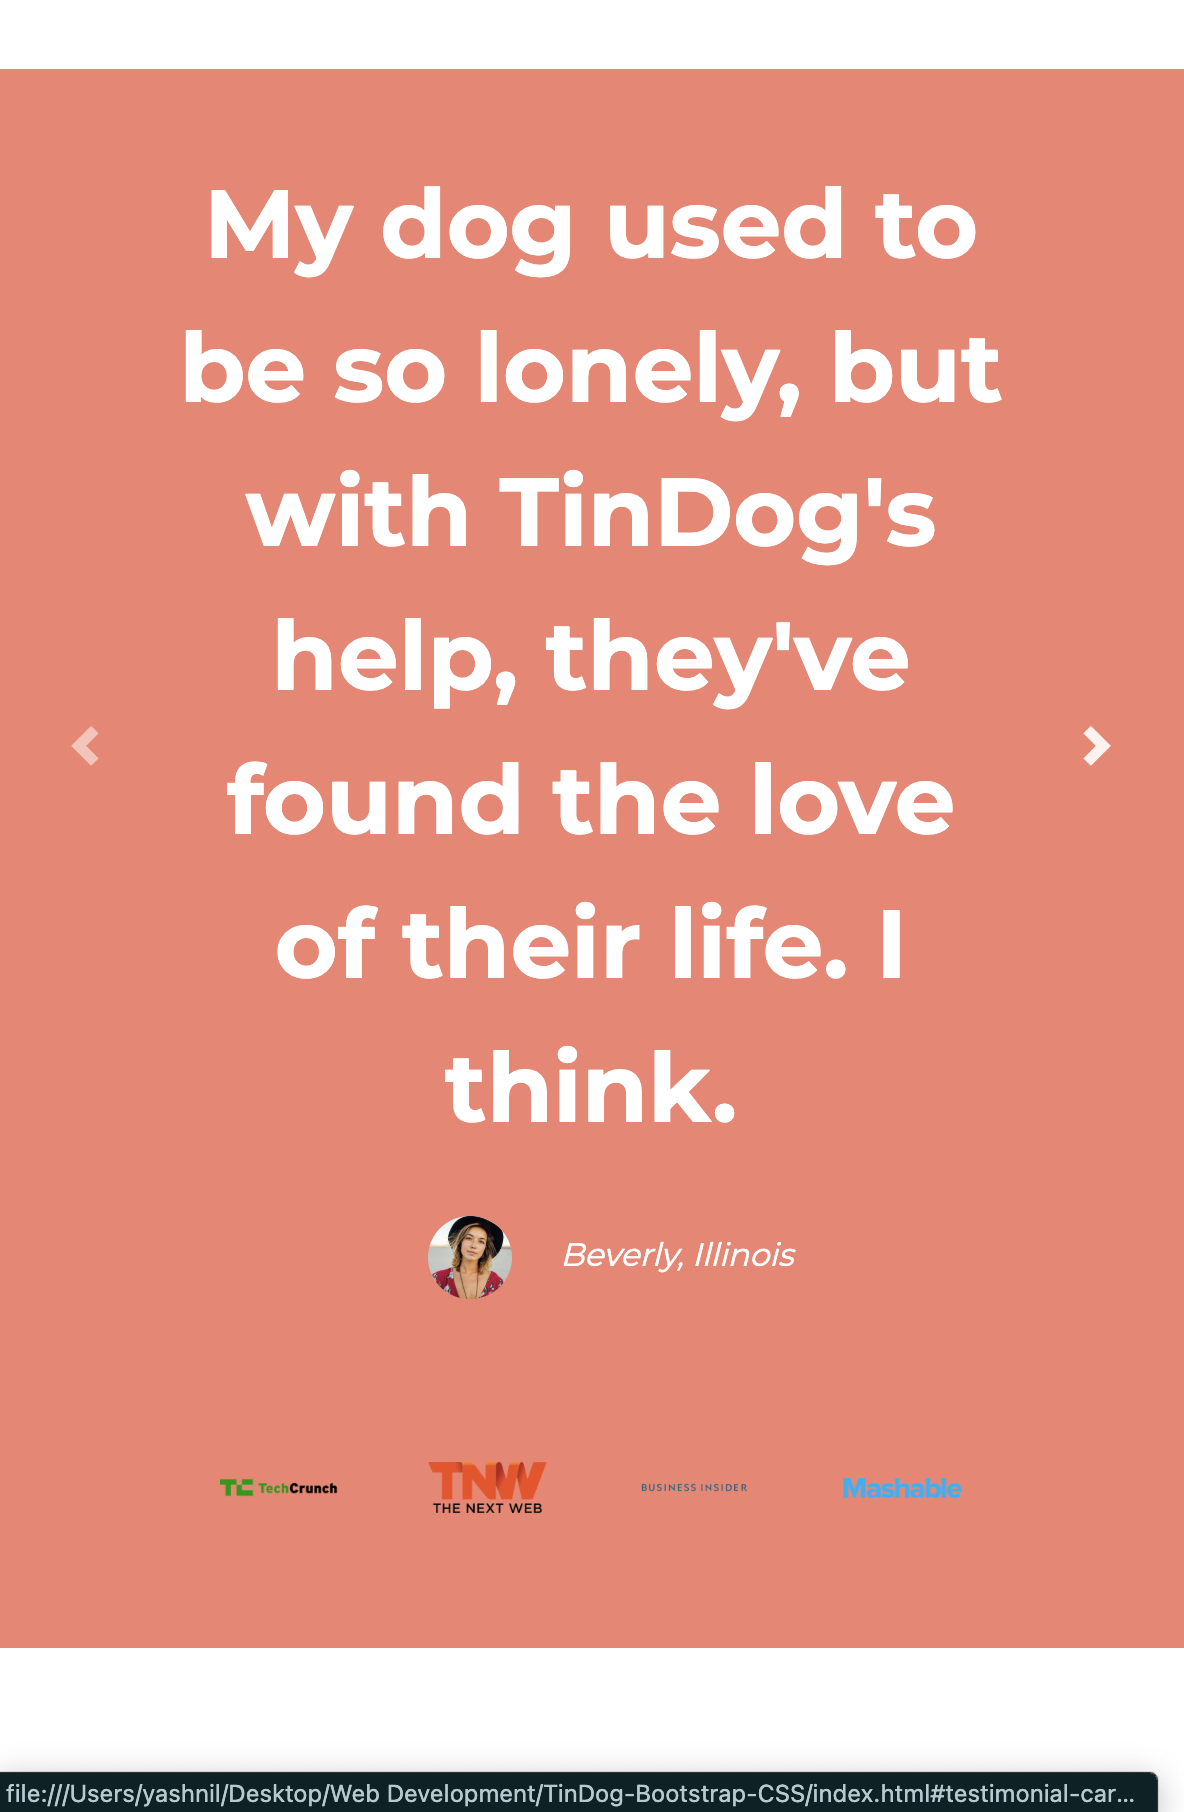 My dog used to
be so lonely, but
with TinDog's
help, they've
found the love
of their life. I
think.
Beverly, Illinois
TC TechCrunch
TNW
THE NEXT WEB
BUSINESS INSIDER
Mashable
file:///Users/yashnil/Desktop/Web Development/TinDog-Bootstrap-CSS/index.html#testimonial-car...